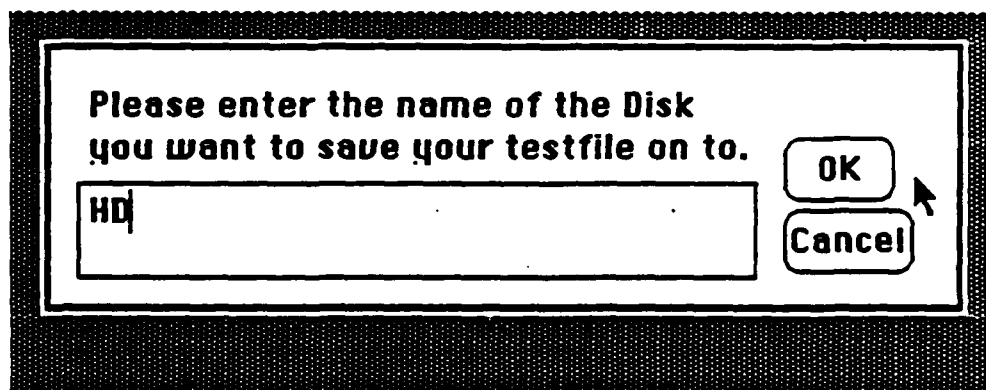 Please enter the name of the Disk
you want to save your testfile on to.
OK
HD
Cancel